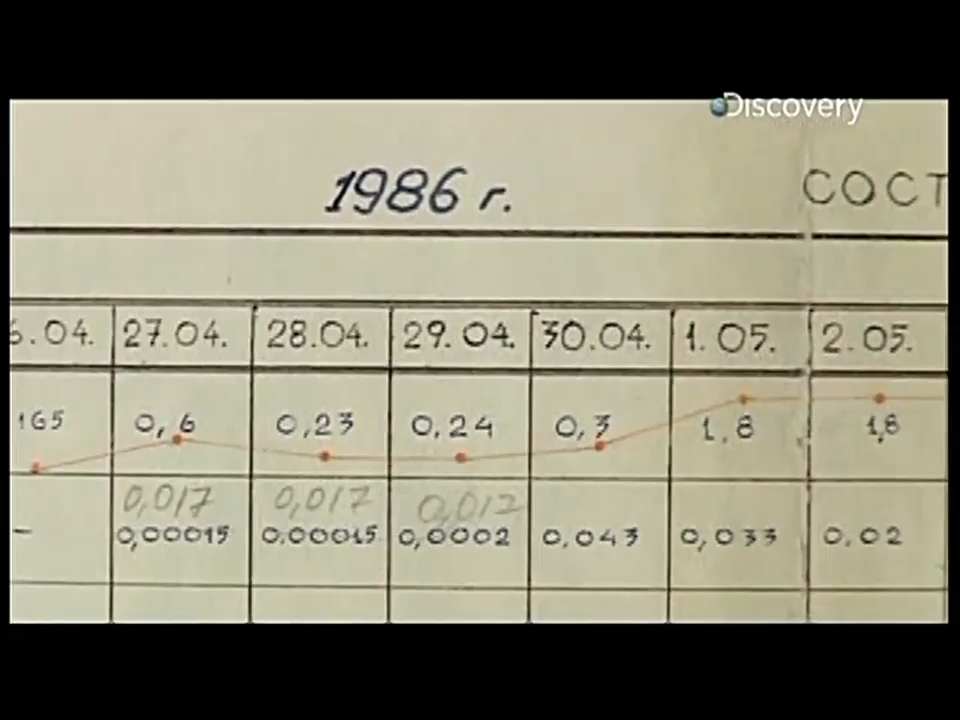 Discovery
1986 г.
СОСТ
6.04. 27.04. 28.04. 29.04. 30.04. 1.05. 2.05.
165 0,6 0,23 0,24 0,3 1,8 1,8
0,017 0,017 0,012
– 0,00015 0,00015 0,0002 0,043 0,033 0,02